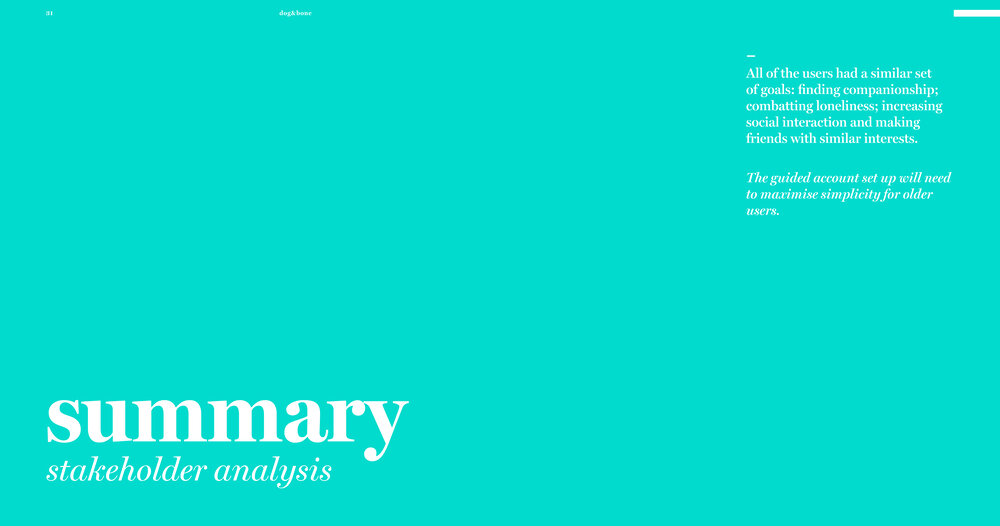 31
dog&bone
All of the users had a similar set
of goals: finding companionship;
combatting loneliness; increasing
social interaction and making
friends with similar interests.
The guided account set up will need
to maximise simplicity for older
users.
summary
stakeholder analysis